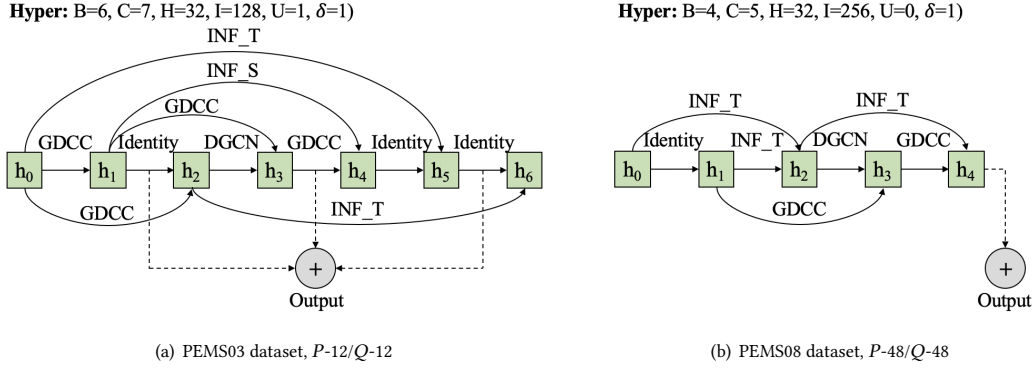 Hyper: B=6, C=7, H=32, I=128, U=1, δ=1)
INF_T
INF_S
GDCC
GDCC Identity DGCN GDCC Identity Identity
h0 h1 h2 h3 h4 h5 h6
GDCC INF_T
+
Output
(a) PEMS03 dataset, P-12/Q-12
Hyper: B=4, C=5, H=32, I=256, U=0, δ=1)
INF_T INF_T
Identity INF_T DGCN GDCC
h0 h1 h2 h3 h4
GDCC
+
Output
(b) PEMS08 dataset, P-48/Q-48